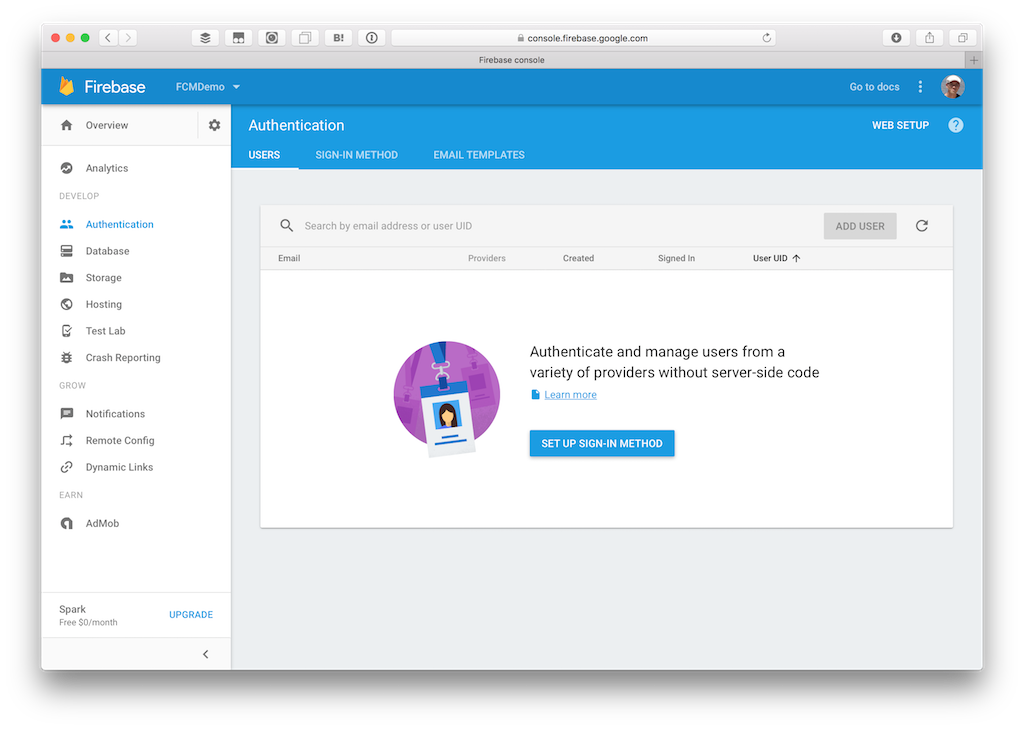 B!
console.firebase.google.com
Firebase console
Firebase
FCMDemo
Go to docs
Overview
Authentication
WEB SETUP
?
USERS
SIGN-IN METHOD
EMAIL TEMPLATES
Analytics
DEVELOP
Authentication
Database
Storage
Hosting
Test Lab
Crash Reporting
GROW
Notifications
Remote Config
Dynamic Links
EARN
AdMob
Spark
Free $0/month
UPGRADE
Search by email address or user UID
ADD USER
Email
Providers
Created
Signed In
User UID
Authenticate and manage users from a
variety of providers without server-side code
Learn more
SET UP SIGN-IN METHOD